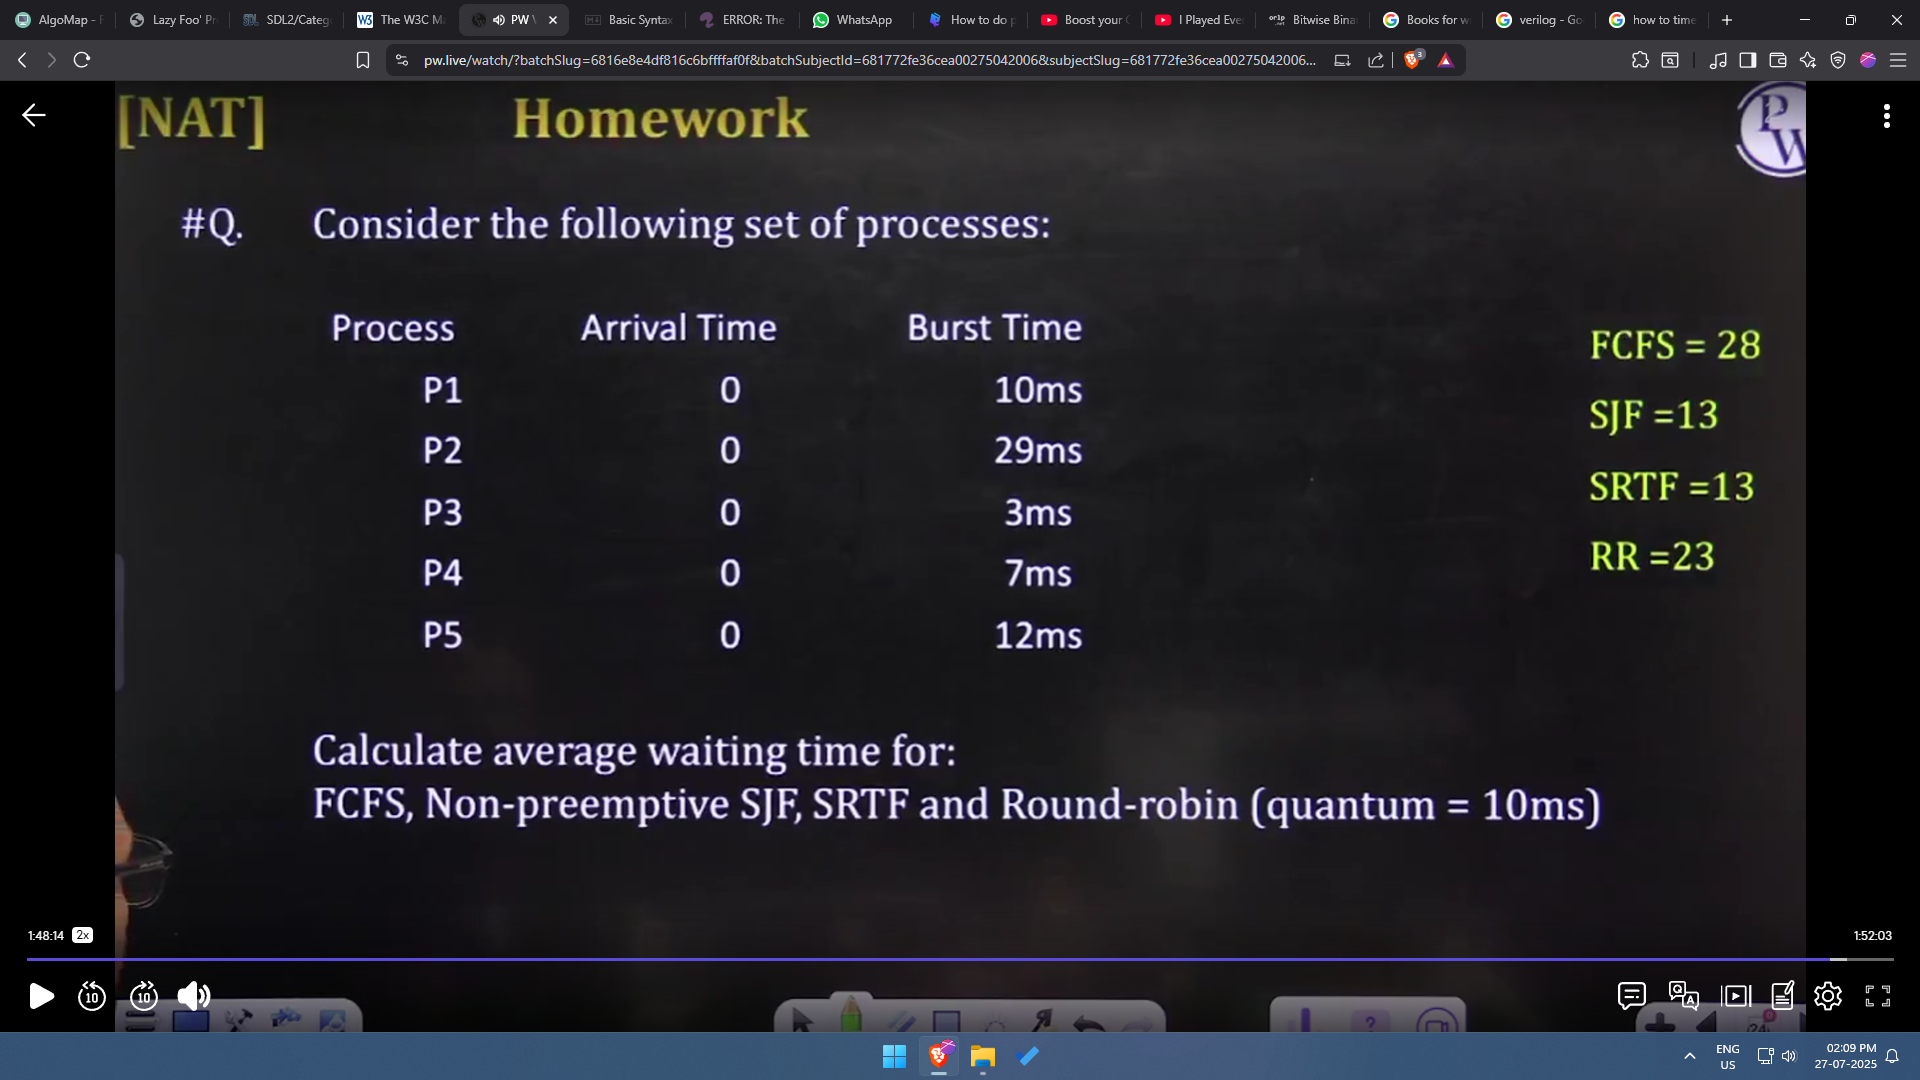 AlgoMap - F
Lazy Foo' Pr
SDL2/Categ
The W3C Ma
PW \
Basic Syntax
ERROR: The
WhatsApp
How to do p
Boost your C
I Played Eve
Bitwise Bina
Books for w
verilog - Go
how to time
pw.live/watch/?batchSlug=6816e8e4df816c6bffffaf0f&batchSubjectId=681772fe36cea00275042006&subjectSlug=681772fe36cea00275042006...
3
[NAT] Homework
PW
#Q. Consider the following set of processes:
Process Arrival Time Burst Time
P1 0 10ms
P2 0 29ms
P3 0 3ms
P4 0 7ms
P5 0 12ms
FCFS = 28
SJF =13
SRTF =13
RR =23
Calculate average waiting time for:
FCFS, Non-preemptive SJF, SRTF and Round-robin (quantum = 10ms)
1:48:14 2x
1:52:03
10 10
Q A
ENG
US
02:09 PM
27-07-2025